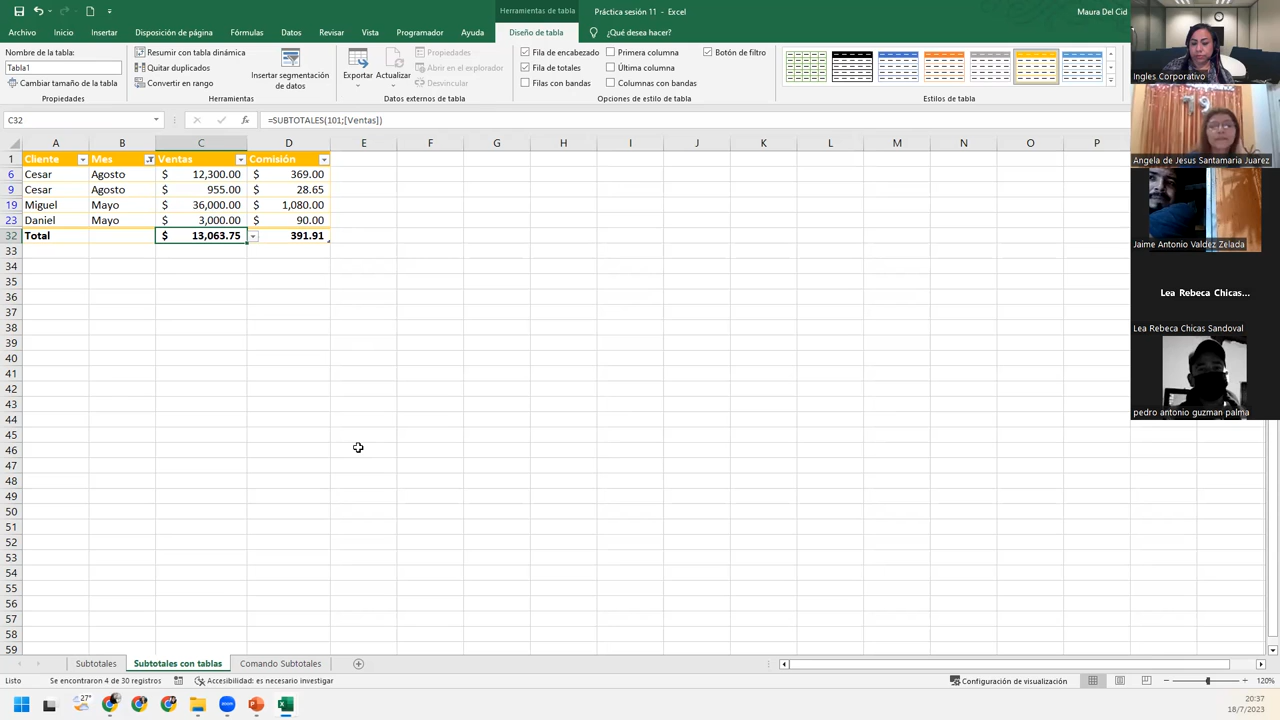 Herramientas de tabla
Práctica sesión 11 - Excel
Maura Del Cid
Archivo Inicio Insertar Disposición de página Fórmulas Datos Revisar Vista Programador Ayuda Diseño de tabla ¿Qué desea hacer?
Nombre de la tabla:
Tabla1
Cambiar tamaño de la tabla
Propiedades
Resumir con tabla dinámica
Quitar duplicados
Convertir en rango
Insertar segmentación de datos
Herramientas
Exportar Actualizar
Propiedades
Abrir en el explorador
Desvincular
Datos externos de tabla
Fila de encabezado Primera columna Botón de filtro
Fila de totales Última columna
Filas con bandas Columnas con bandas
Opciones de estilo de tabla
Estilos de tabla
C32 fx =SUBTOTALES(101;[Ventas])
A B C D E F G H I J K L M N O P
1 Cliente Mes Ventas Comisión
6 Cesar Agosto $ 12,300.00 $ 369.00
9 Cesar Agosto $ 955.00 $ 28.65
19 Miguel Mayo $ 36,000.00 $ 1,080.00
23 Daniel Mayo $ 3,000.00 $ 90.00
32 Total $ 13,063.75 391.91
33
34
35
36
37
38
39
40
41
42
43
44
45
46
47
48
49
50
51
52
53
54
55
56
57
58
59
Ingles Corporativo
79
Angela de Jesus Santamaria Juarez
Jaime Antonio Valdez Zelada
Lea Rebeca Chicas...
Lea Rebeca Chicas Sandoval
pedro antonio guzman palma
Subtotales Subtotales con tablas Comando Subtotales
Listo Se encontraron 4 de 30 registros Accesibilidad: es necesario investigar Configuración de visualización 120%
27°
20:37
18/7/2023